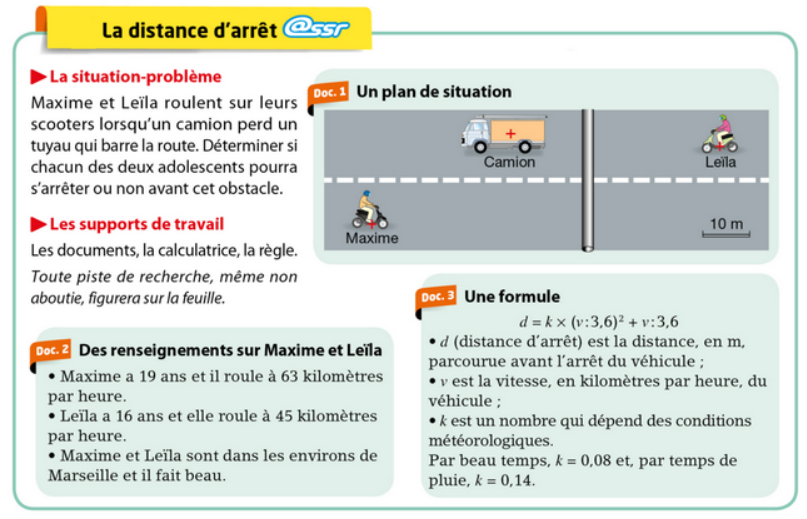 La distance d'arrêt @ssr
▶ La situation-problème
Maxime et Leïla roulent sur leurs
scooters lorsqu'un camion perd un
tuyau qui barre la route. Déterminer si
chacun des deux adolescents pourra
s'arrêter ou non avant cet obstacle.
▶ Les supports de travail
Les documents, la calculatrice, la règle.
Toute piste de recherche, même non
aboutie, figurera sur la feuille.
Doc. 1 Un plan de situation
Camion
Leïla
Maxime
10 m
Doc. 2 Des renseignements sur Maxime et Leïla
• Maxime a 19 ans et il roule à 63 kilomètres
par heure.
• Leïla a 16 ans et elle roule à 45 kilomètres
par heure.
• Maxime et Leïla sont dans les environs de
Marseille et il fait beau.
Doc. 3 Une formule
d = k × (v : 3,6)² + v : 3,6
• d (distance d'arrêt) est la distance, en m,
parcourue avant l'arrêt du véhicule ;
• v est la vitesse, en kilomètres par heure, du
véhicule ;
• k est un nombre qui dépend des conditions
météorologiques.
Par beau temps, k = 0,08 et, par temps de
pluie, k = 0,14.